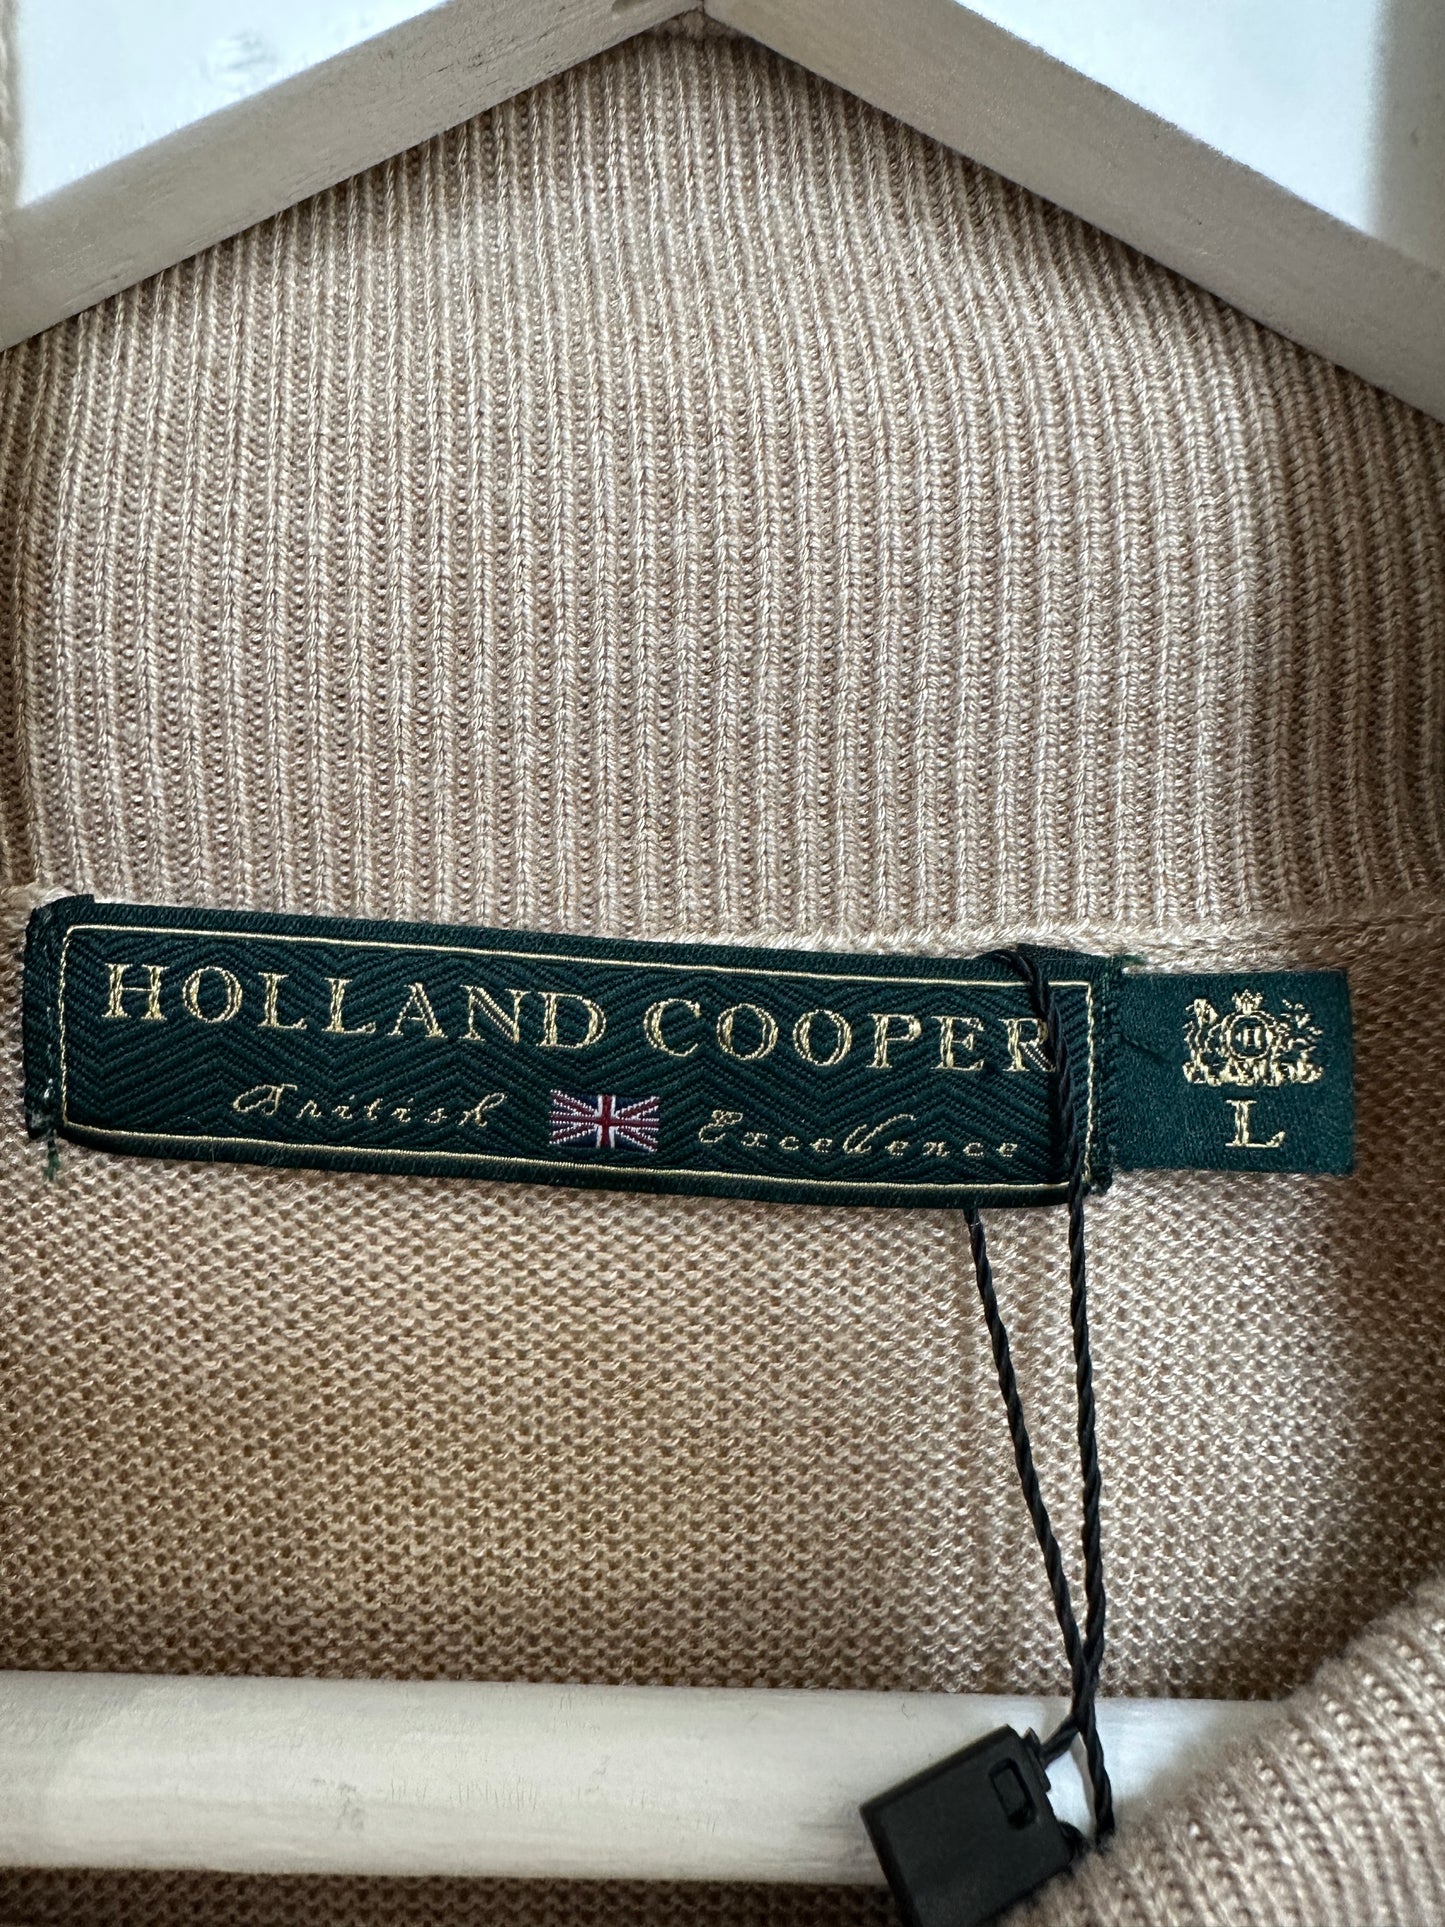 HOLLAND COOPER
British Excellence
H
L